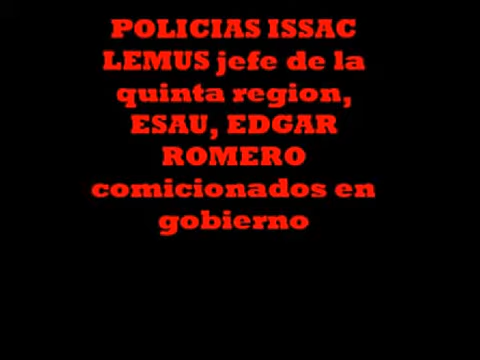 POLICIAS ISSAC
LEMUS jefe de la
quinta region,
ESAU, EDGAR
ROMERO
comicionados en
gobierno